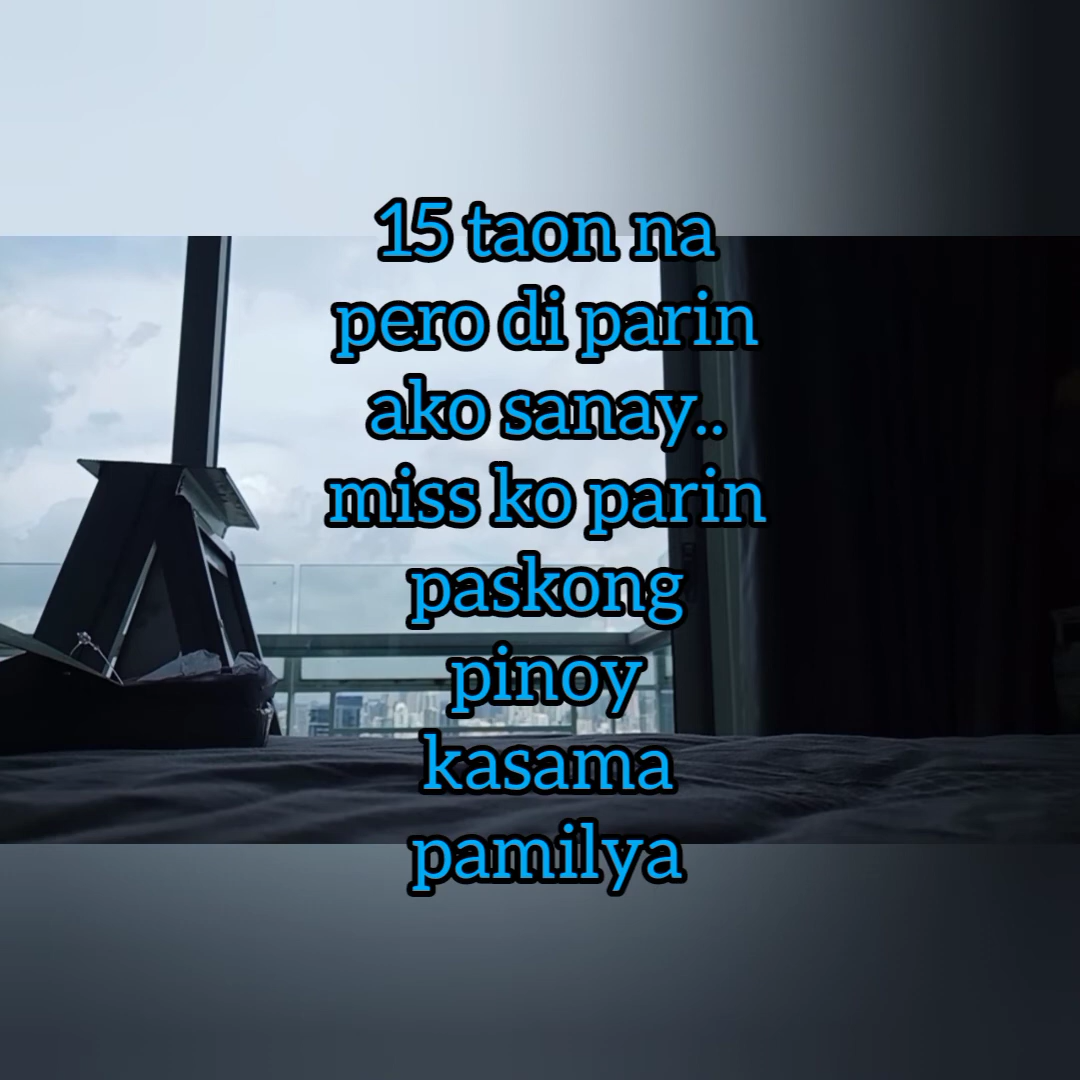 15 taon na
pero di parin
ako sanay..
miss ko parin
paskong
pinoy
kasama
pamilya